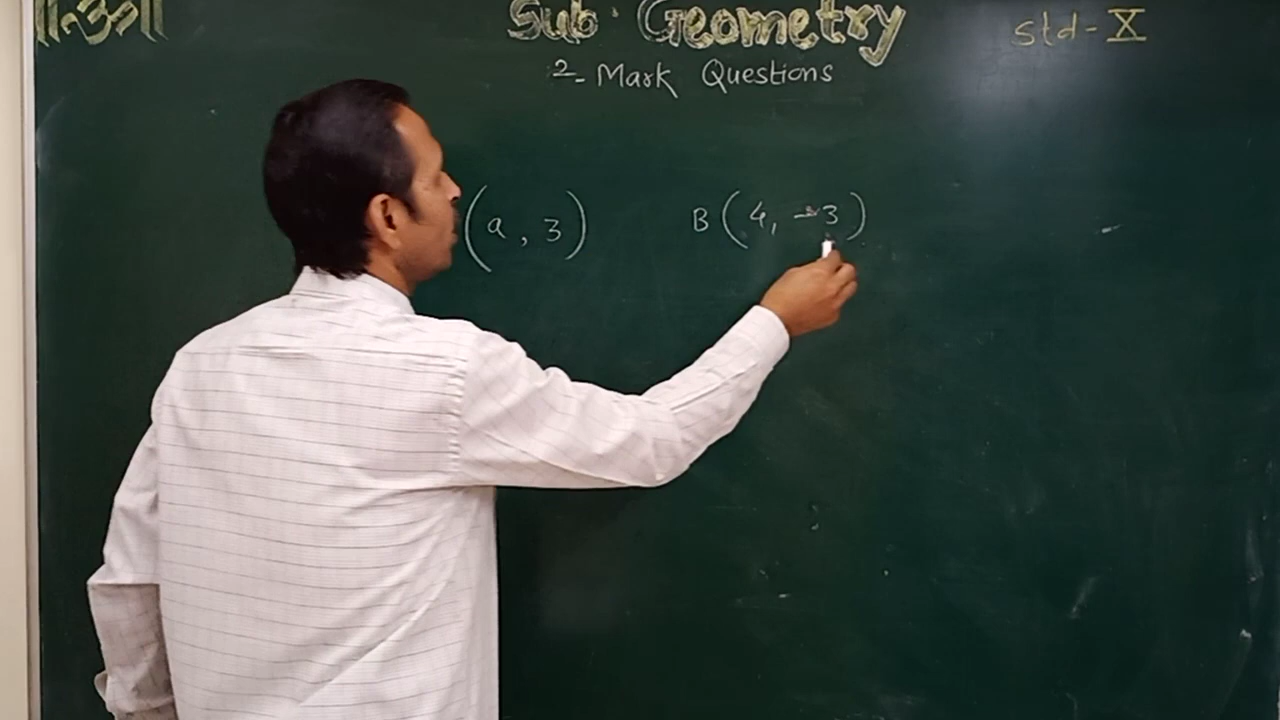 ॥ॐ॥
Sub. Geometry
std - X
2- Mark Questions
(a, 3)
B (4, -3)